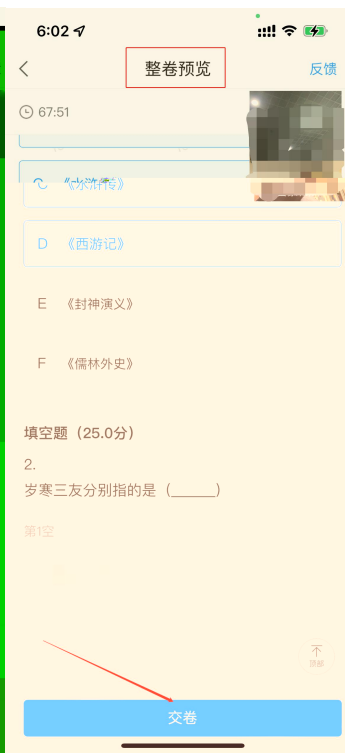 6:02
整卷预览
反馈
67:51
C 《水浒传》
D 《西游记》
E 《封神演义》
F 《儒林外史》
填空题（25.0分）
2.
岁寒三友分别指的是（_____）
第1空
顶部
交卷